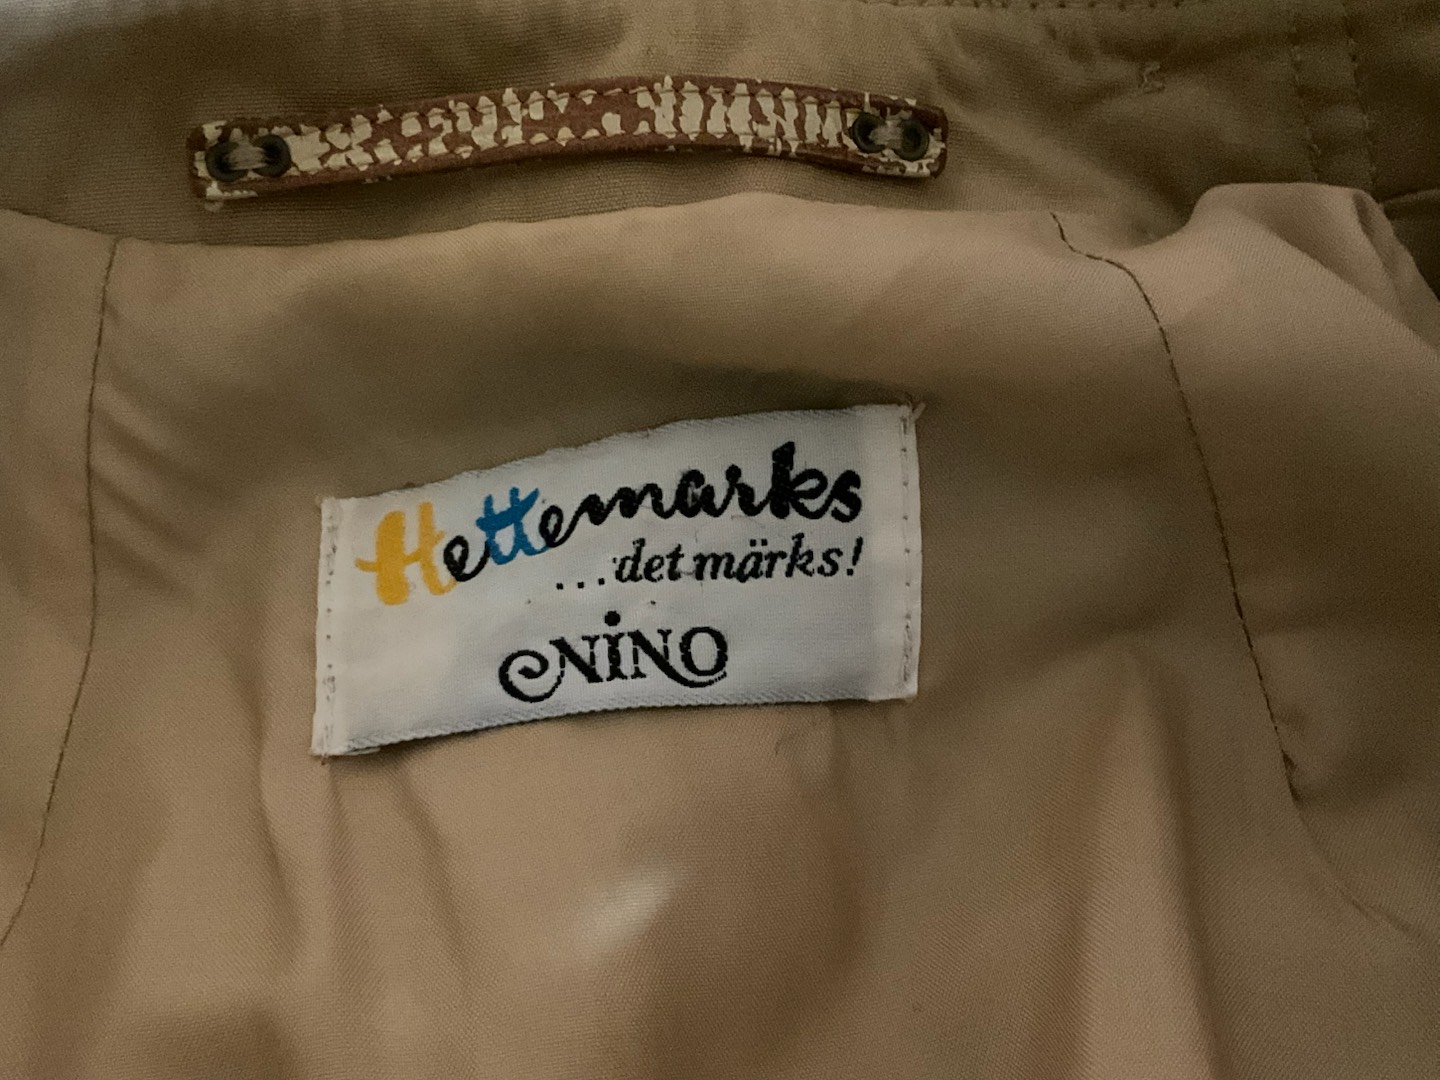 Hettemarks
...det märks!
NINO